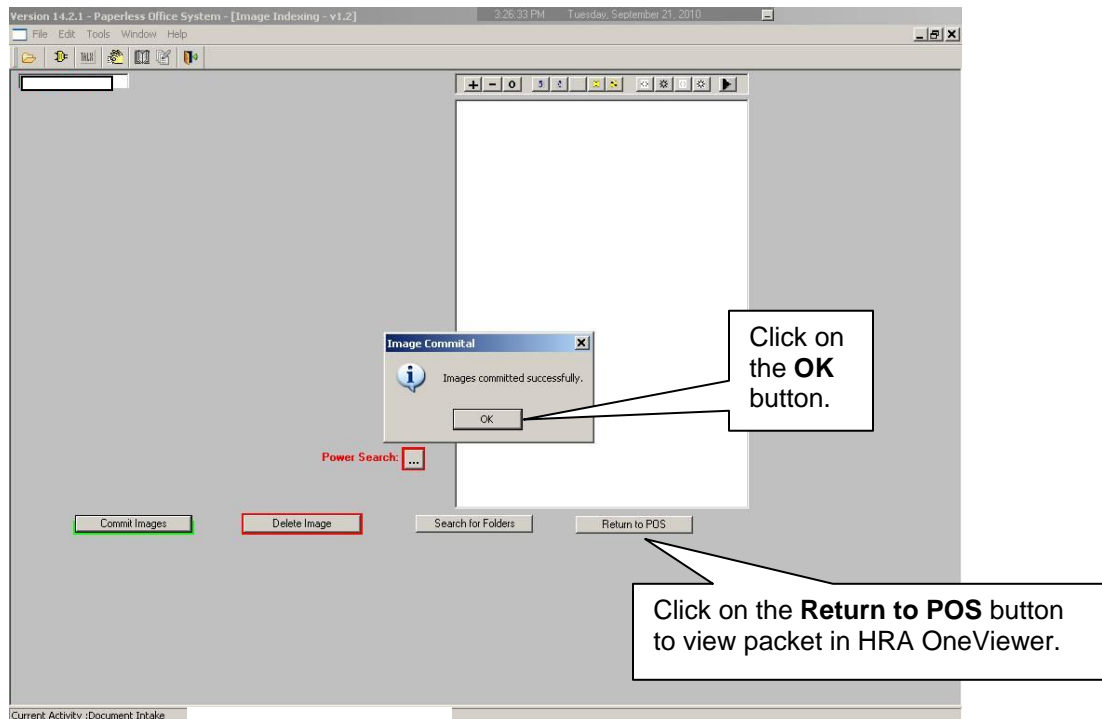 Version 14.2.1 - Paperless Office System - [Image Indexing - v1.2]
3:26:33 PM Tuesday, September 21, 2010
File Edit Tools Window Help
Image Commital
Images committed successfully.
OK
Click on
the OK
button.
Power Search: ...
Commit Images
Delete Image
Search for Folders
Return to POS
Click on the Return to POS button
to view packet in HRA OneViewer.
Current Activity :Document Intake